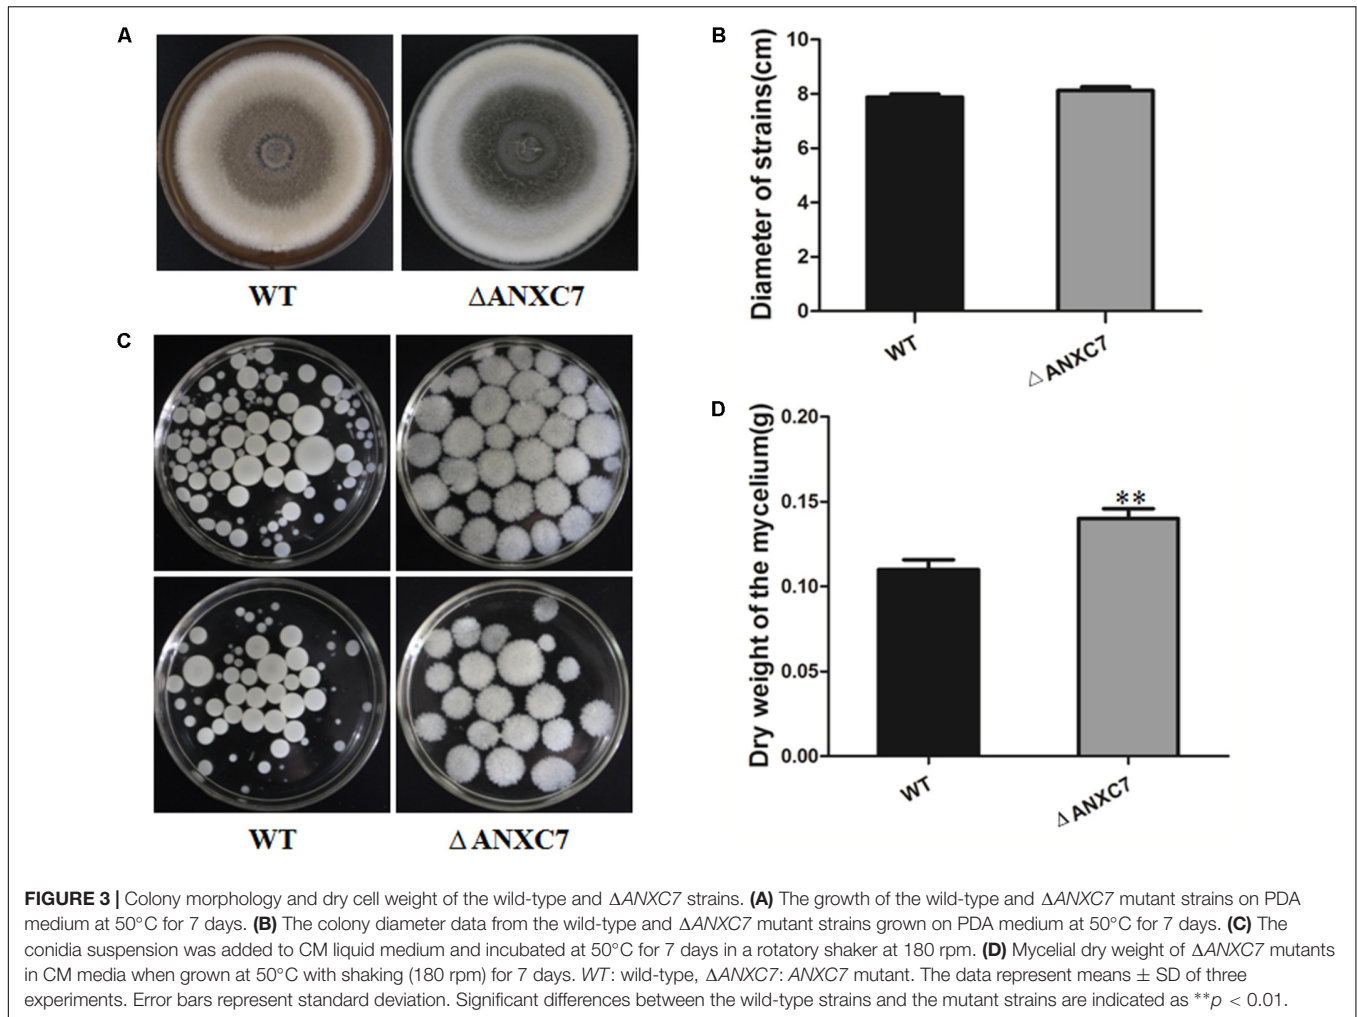 A
WT
ΔANXC7
B
Diameter of strains(cm)
10
8
6
4
2
0
WT
△ ANXC7
C
WT
Δ ANXC7
D
Dry weight of the mycelium(g)
0.20
0.15
0.10
0.05
0.00
**
WT
Δ ANXC7
FIGURE 3 | Colony morphology and dry cell weight of the wild-type and ΔANXC7 strains. (A) The growth of the wild-type and ΔANXC7 mutant strains on PDA
medium at 50°C for 7 days. (B) The colony diameter data from the wild-type and ΔANXC7 mutant strains grown on PDA medium at 50°C for 7 days. (C) The
conidia suspension was added to CM liquid medium and incubated at 50°C for 7 days in a rotatory shaker at 180 rpm. (D) Mycelial dry weight of ΔANXC7 mutants
in CM media when grown at 50°C with shaking (180 rpm) for 7 days. WT: wild-type, ΔANXC7: ANXC7 mutant. The data represent means ± SD of three
experiments. Error bars represent standard deviation. Significant differences between the wild-type strains and the mutant strains are indicated as **p < 0.01.